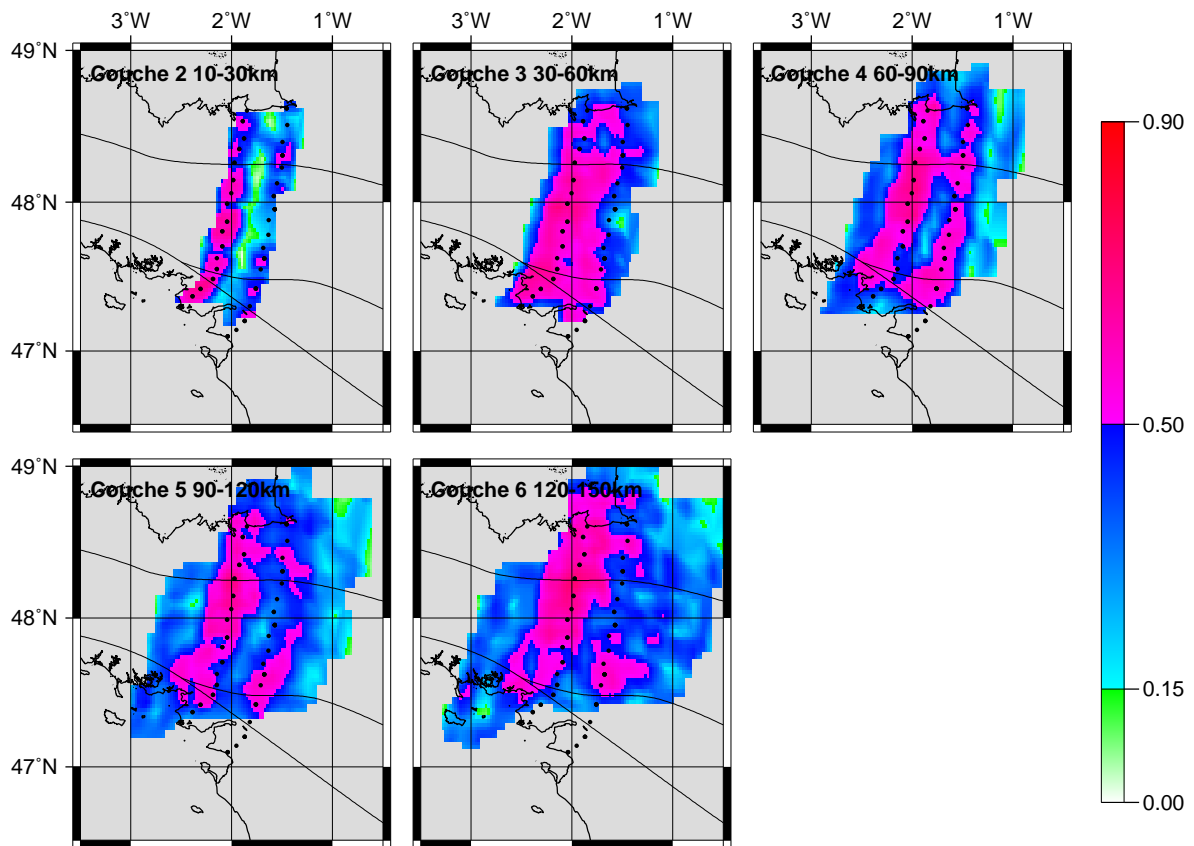 3˚W 2˚W 1˚W 3˚W 2˚W 1˚W 3˚W 2˚W 1˚W
49˚N
Couche 2 10-30km Couche 3 30-60km Couche 4 60-90km
48˚N
47˚N
49˚N
Couche 5 90-120km Couche 6 120-150km
48˚N
47˚N
0.90
0.50
0.15
0.00